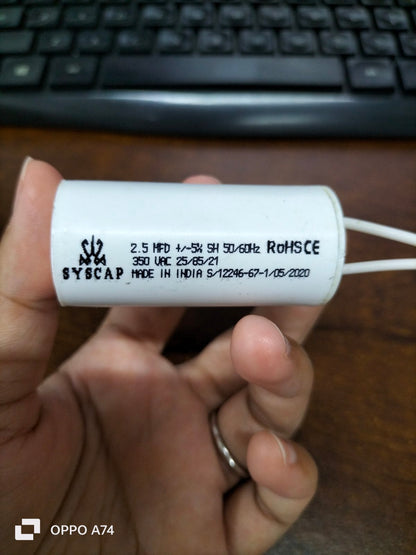 2.5 MFD +/-5% SH 50/60Hz RoHS CE
350 VAC 25/85/21
SYSCAP MADE IN INDIA S/12246-67-1/05/2020
OPPO A74